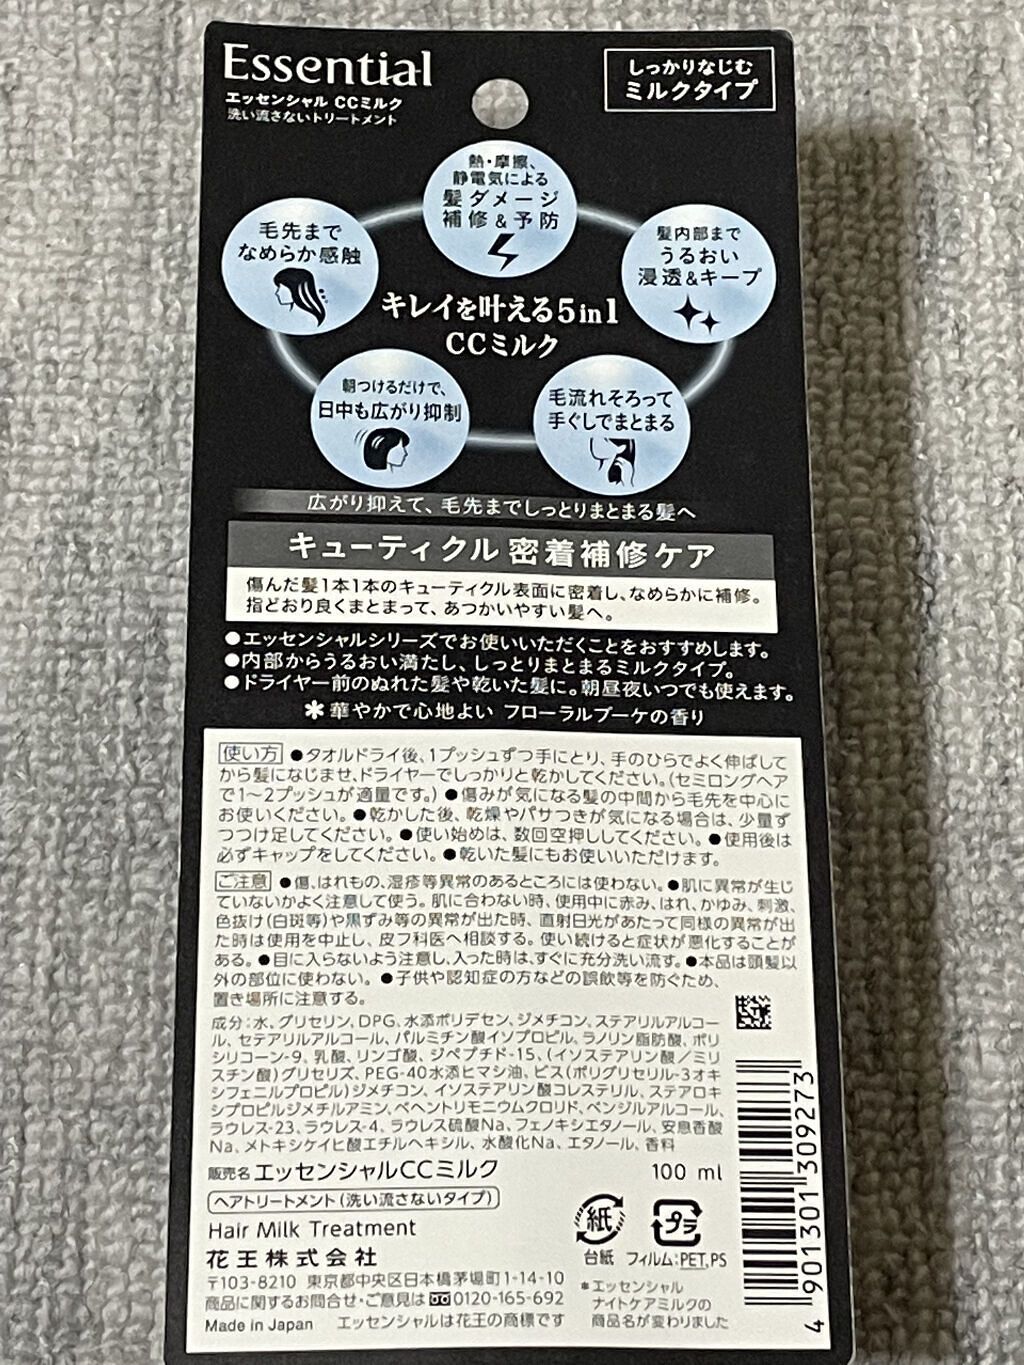 Essential
エッセンシャル CCミルク
洗い流さないトリートメント
しっかりなじむ
ミルクタイプ
熱・摩擦、
静電気による
髪ダメージ
補修&予防
毛先まで
なめらか感触
髪内部まで
うるおい
浸透&キープ
キレイを叶える5in1
CCミルク
朝つけるだけで、
日中も広がり抑制
毛流れそろって
手ぐしでまとまる
広がり抑えて、毛先までしっとりまとまる髪へ
キューティクル 密着補修ケア
傷んだ髪1本1本のキューティクル表面に密着し、なめらかに補修。
指どおり良くまとまって、あつかいやすい髪へ。
●エッセンシャルシリーズでお使いいただくことをおすすめします。
●内部からうるおい満たし、しっとりまとまるミルクタイプ。
●ドライヤー前のぬれた髪や乾いた髪に。朝昼夜いつでも使えます。
＊華やかで心地よい フローラルブーケの香り
使い方 ●タオルドライ後、1プッシュずつ手にとり、手のひらでよく伸ばして
から髪になじませ、ドライヤーでしっかりと乾かしてください。(セミロングヘア
で1〜2プッシュが適量です。) ●傷みが気になる髪の中間から毛先を中心に
お使いください。●乾かした後、乾燥やパサつきが気になる場合は、少量ず
つつけ足してください。●使い始めは、数回空押ししてください。●使用後は
必ずキャップをしてください。●乾いた髪にもお使いいただけます。
ご注意 ●傷、はれもの、湿疹等異常のあるところには使わない。●肌に異常が生じ
ていないかよく注意して使う。肌に合わない時、使用中に赤み、はれ、かゆみ、刺激、
色抜け(白斑等)や黒ずみ等の異常が出た時、直射日光があたって同様の異常が出
た時は使用を中止し、皮フ科医へ相談する。使い続けると症状が悪化することが
ある。●目に入らないよう注意し、入った時は、すぐに充分洗い流す。●本品は頭髪以
外の部位に使わない。●子供や認知症の方などの誤飲等を防ぐため、
置き場所に注意する。
成分:水、グリセリン、DPG、水添ポリデセン、ジメチコン、ステアリルアルコー
ル、セテアリルアルコール、パルミチン酸イソプロピル、ラノリン脂肪酸、ポリ
シリコーン-9、乳酸、リンゴ酸、ジペプチド-15、(イソステアリン酸/ミリ
スチン酸)グリセリズ、PEG-40水添ヒマシ油、ビス(ポリグリセリル-3オキ
シフェニルプロピル)ジメチコン、イソステアリン酸コレステリル、ステアロキ
シプロピルジメチルアミン、ベヘントリモニウムクロリド、ベンジルアルコール、
ラウレス-23、ラウレス-4、ラウレス硫酸Na、フェノキシエタノール、安息香酸
Na、メトキシケイヒ酸エチルヘキシル、水酸化Na、エタノール、香料
販売名 エッセンシャルCCミルク 100 ml
ヘアトリートメント(洗い流さないタイプ)
Hair Milk Treatment
花王株式会社
〒103-8210 東京都中央区日本橋茅場町1-14-10
商品に関するお問合せ・ご意見は 0120-165-692
Made in Japan エッセンシャルは花王の商標です
紙
台紙
プラ
フィルム:PET,PS
＊エッセンシャル
ナイトケアミルクの
商品名が変わりました
4 901301 309273